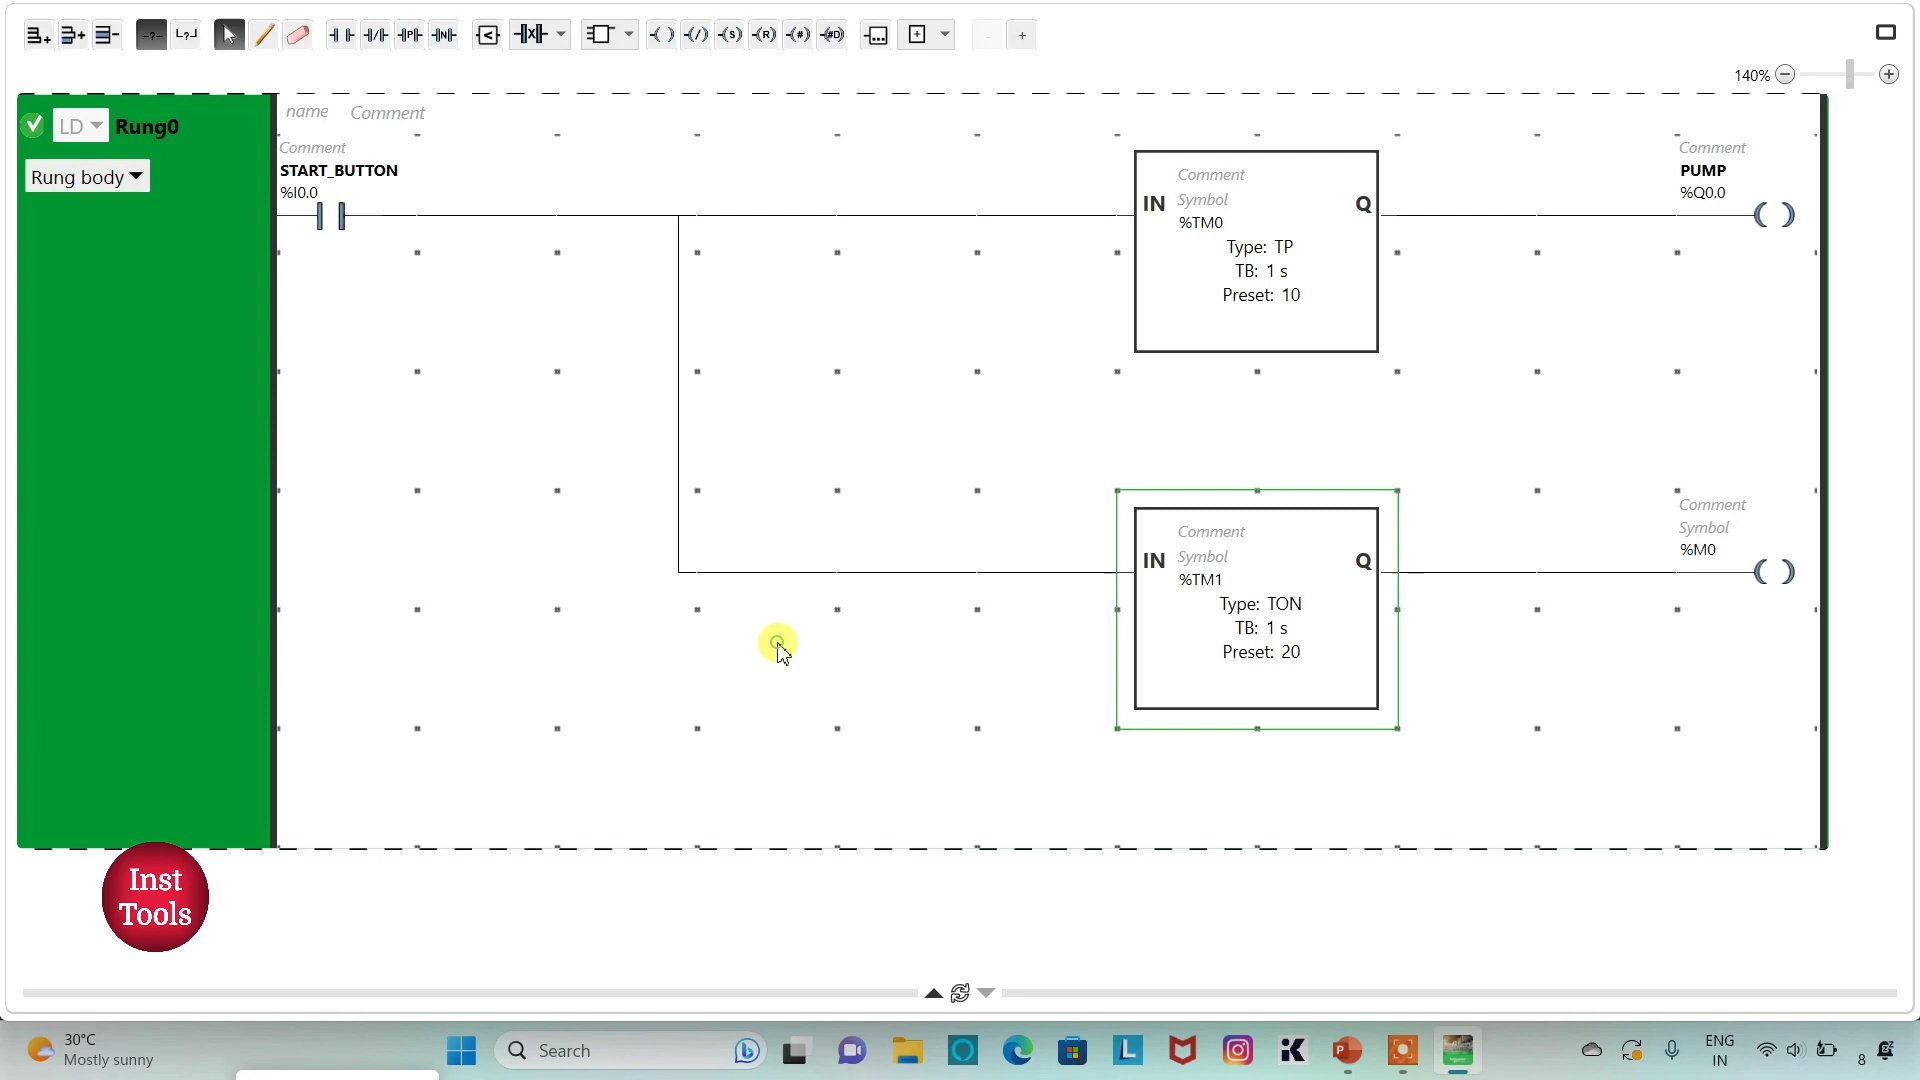 140%
LD Rung0
name Comment
Rung body
Comment
START_BUTTON
%I0.0
Comment
Symbol
IN Q
%TM0
Type: TP
TB: 1 s
Preset: 10
Comment
PUMP
%Q0.0
Comment
Symbol
IN Q
%TM1
Type: TON
TB: 1 s
Preset: 20
Comment
Symbol
%M0
Inst
Tools
30°C
Mostly sunny
Search
ENG
IN
8